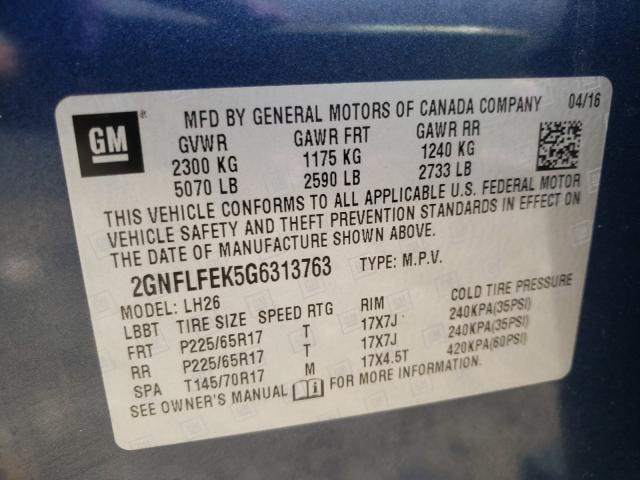 GM
MFD BY GENERAL MOTORS OF CANADA COMPANY 04/16
GVWR GAWR FRT GAWR RR
2300 KG 1175 KG 1240 KG
5070 LB 2590 LB 2733 LB
THIS VEHICLE CONFORMS TO ALL APPLICABLE U.S. FEDERAL MOTOR
VEHICLE SAFETY AND THEFT PREVENTION STANDARDS IN EFFECT ON
THE DATE OF MANUFACTURE SHOWN ABOVE.
2GNFLFEK5G6313763 TYPE: M.P.V.
MODEL: LH26
LBBT TIRE SIZE SPEED RTG RIM COLD TIRE PRESSURE
FRT P225/65R17 T 17X7J 240KPA(35PSI)
RR P225/65R17 T 17X7J 240KPA(35PSI)
SPA T145/70R17 M 17X4.5T 420KPA(60PSI)
SEE OWNER'S MANUAL FOR MORE INFORMATION.